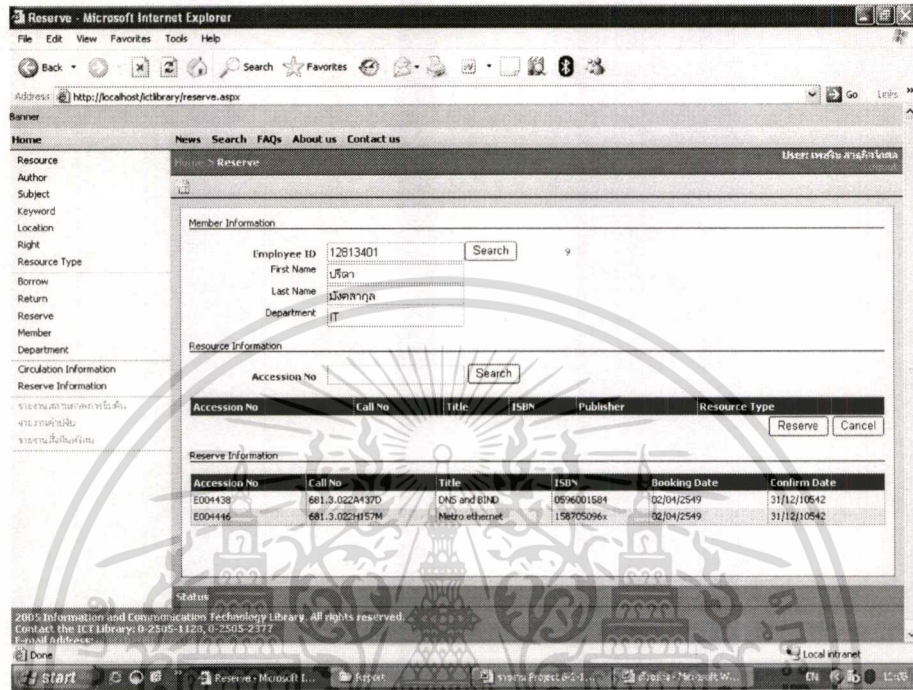 Reserve - Microsoft Internet Explorer
File Edit View Favorites Tools Help
Back Search Favorites
Address http://localhost/ictlibrary/reserve.aspx Go Links
Banner
Home News Search FAQs About us Contact us
Home > Reserve User:
Logout
Resource
Author
Subject
Keyword
Location
Right
Resource Type
Borrow
Return
Reserve
Member
Department
Circulation Information
Reserve Information
Member Information
Employee ID 12813401 Search 9
First Name ปรีดา
Last Name มังคลากุล
Department IT
Resource Information
Accession No Search
Accession No Call No Title ISBN Publisher Resource Type
Reserve Cancel
Reserve Information
Accession No Call No Title ISBN Booking Date Confirm Date
E004438 681.3.022A437D DNS and BIND 0596001584 02/04/2549 31/12/10542
E004446 681.3.022H157M Metro ethernet 158705096x 02/04/2549 31/12/10542
Status
2005 Information and Communication Technology Library. All rights reserved.
Contact the ICT Library: 0-2505-1128, 0-2505-2377
E-mail Address:
Done Local intranet
start Reserve - Microsoft I... Report EN